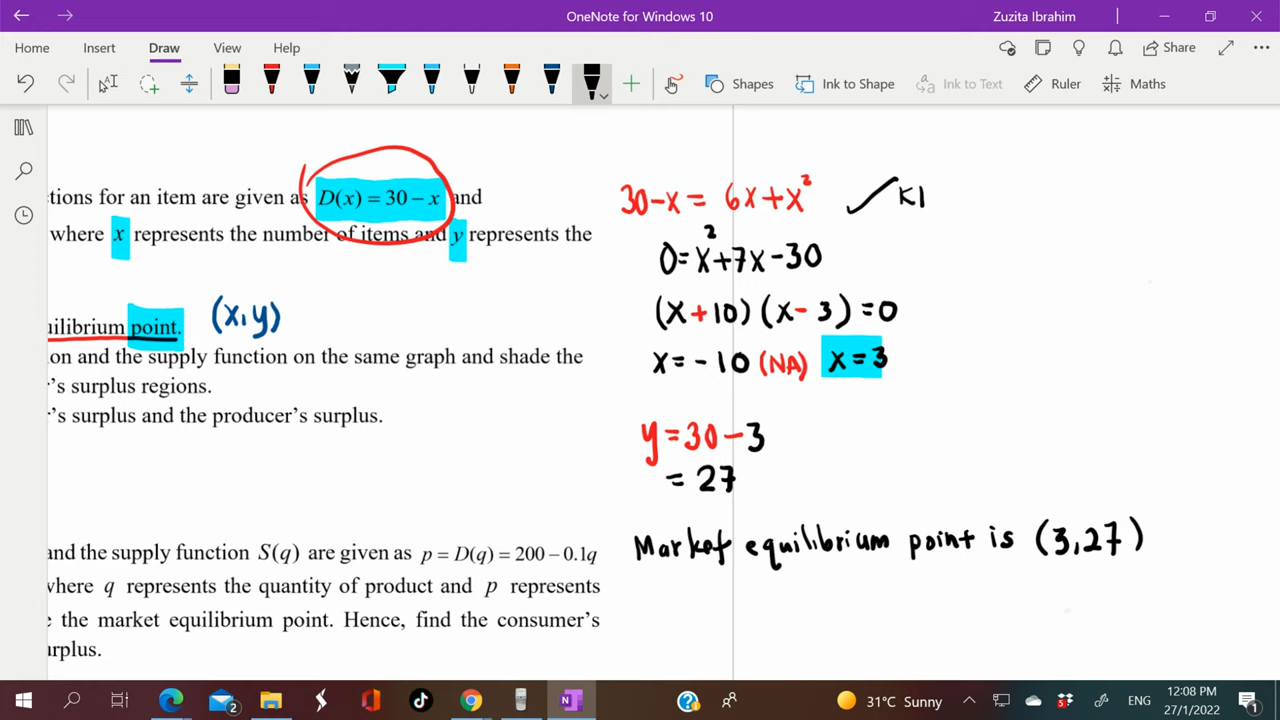 OneNote for Windows 10
Zuzita Ibrahim
Home Insert Draw View Help
Share
Shapes Ink to Shape Ink to Text Ruler Maths
tions for an item are given as D(x) = 30 − x and
where x represents the number of items and y represents the
uilibrium point. (x,y)
on and the supply function on the same graph and shade the
's surplus regions.
's surplus and the producer's surplus.
and the supply function S(q) are given as p = D(q) = 200 − 0.1q
where q represents the quantity of product and p represents
e the market equilibrium point. Hence, find the consumer's
urplus.
30-x = 6x+x² ✓ K1
0 = x²+7x-30
(x+10)(x-3) = 0
x = -10 (NA) x = 3
y = 30-3
= 27
Market equilibrium point is (3,27)
2
31°C Sunny
ENG
12:08 PM
27/1/2022
1